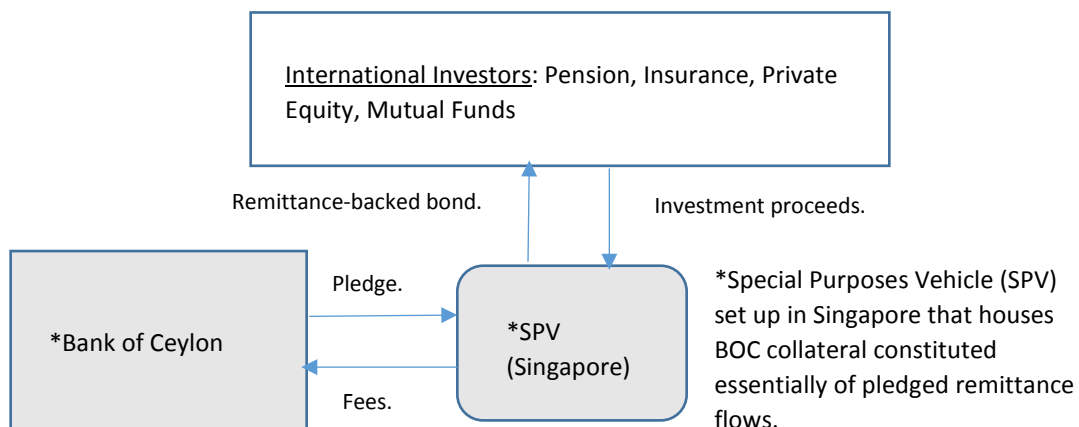 International Investors: Pension, Insurance, Private
Equity, Mutual Funds
Remittance-backed bond.
Investment proceeds.
*Bank of Ceylon
Pledge.
Fees.
*SPV
(Singapore)
*Special Purposes Vehicle (SPV)
set up in Singapore that houses
BOC collateral constituted
essentially of pledged remittance
flows.